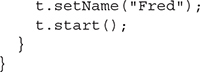 t.setName("Fred");
t.start();
}
}